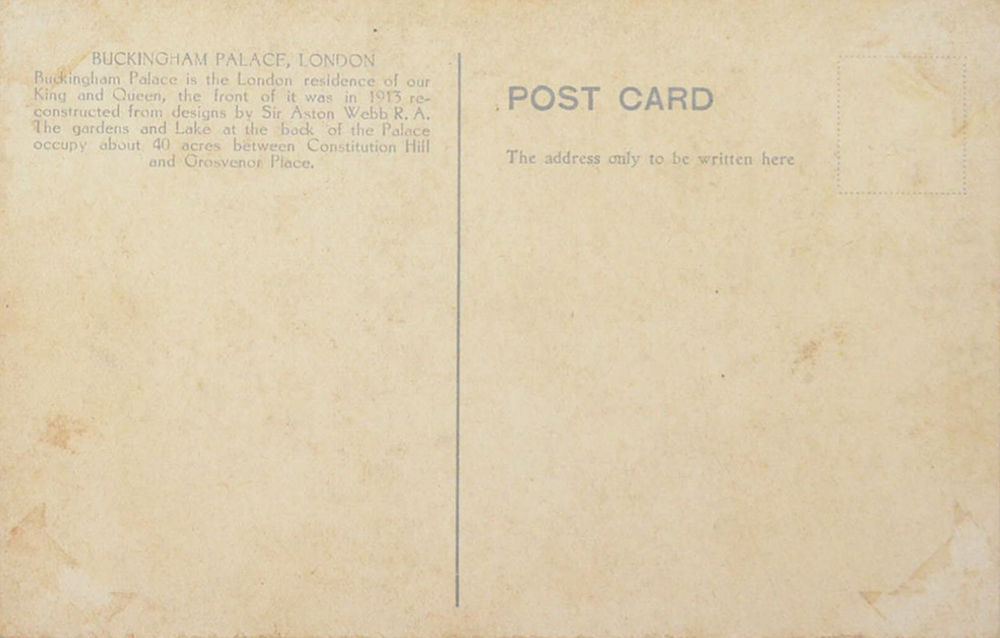 BUCKINGHAM PALACE, LONDON
Buckingham Palace is the London residence of our
King and Queen, the front of it was in 1913 re-
constructed from designs by Sir Aston Webb R. A.
The gardens and Lake at the back of the Palace
occupy about 40 acres between Constitution Hill
and Grosvenor Place.
POST CARD
The address only to be written here